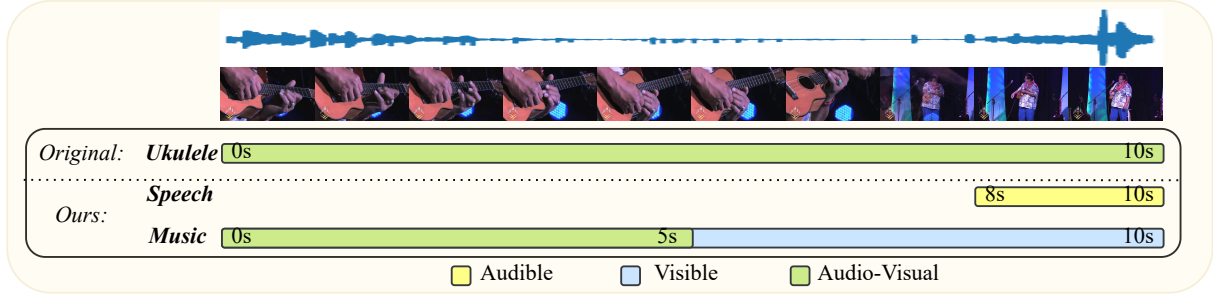 Original: Ukulele 0s 10s
Speech 8s 10s
Ours:
Music 0s 5s 10s
Audible Visible Audio-Visual